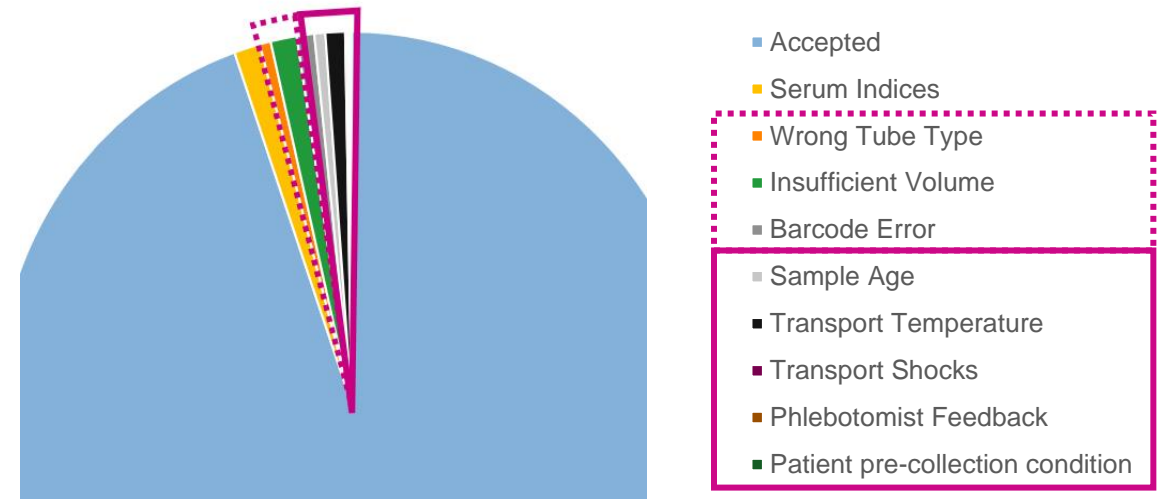 Accepted
Serum Indices
Wrong Tube Type
Insufficient Volume
Barcode Error
Sample Age
Transport Temperature
Transport Shocks
Phlebotomist Feedback
Patient pre-collection condition